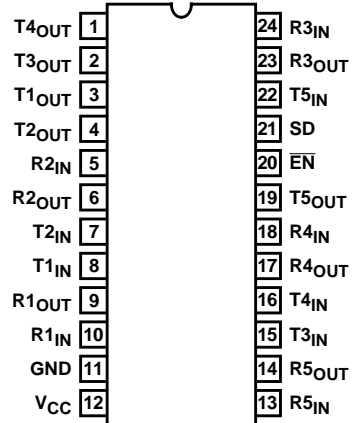 T4OUT 1 24 R3IN
T3OUT 2 23 R3OUT
T1OUT 3 22 T5IN
T2OUT 4 21 SD
R2IN 5 20 E̅N̅
R2OUT 6 19 T5OUT
T2IN 7 18 R4IN
T1IN 8 17 R4OUT
R1OUT 9 16 T4IN
R1IN 10 15 T3IN
GND 11 14 R5OUT
VCC 12 13 R5IN